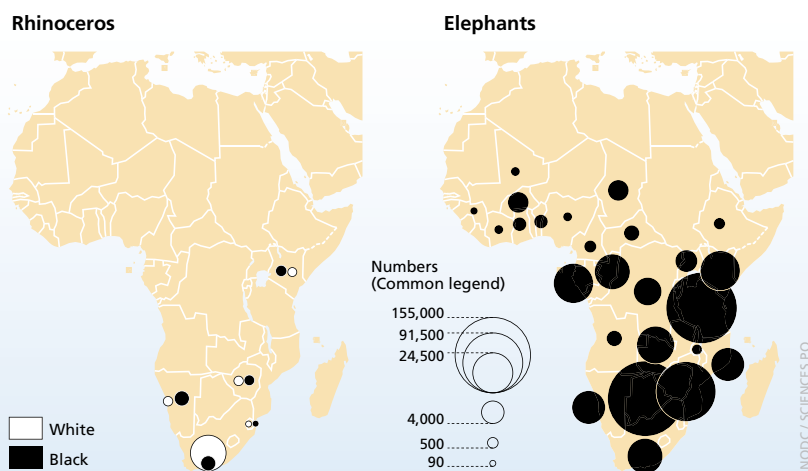 Rhinoceros
Elephants
Numbers
(Common legend)
155,000
91,500
24,500
4,000
500
90
White
Black